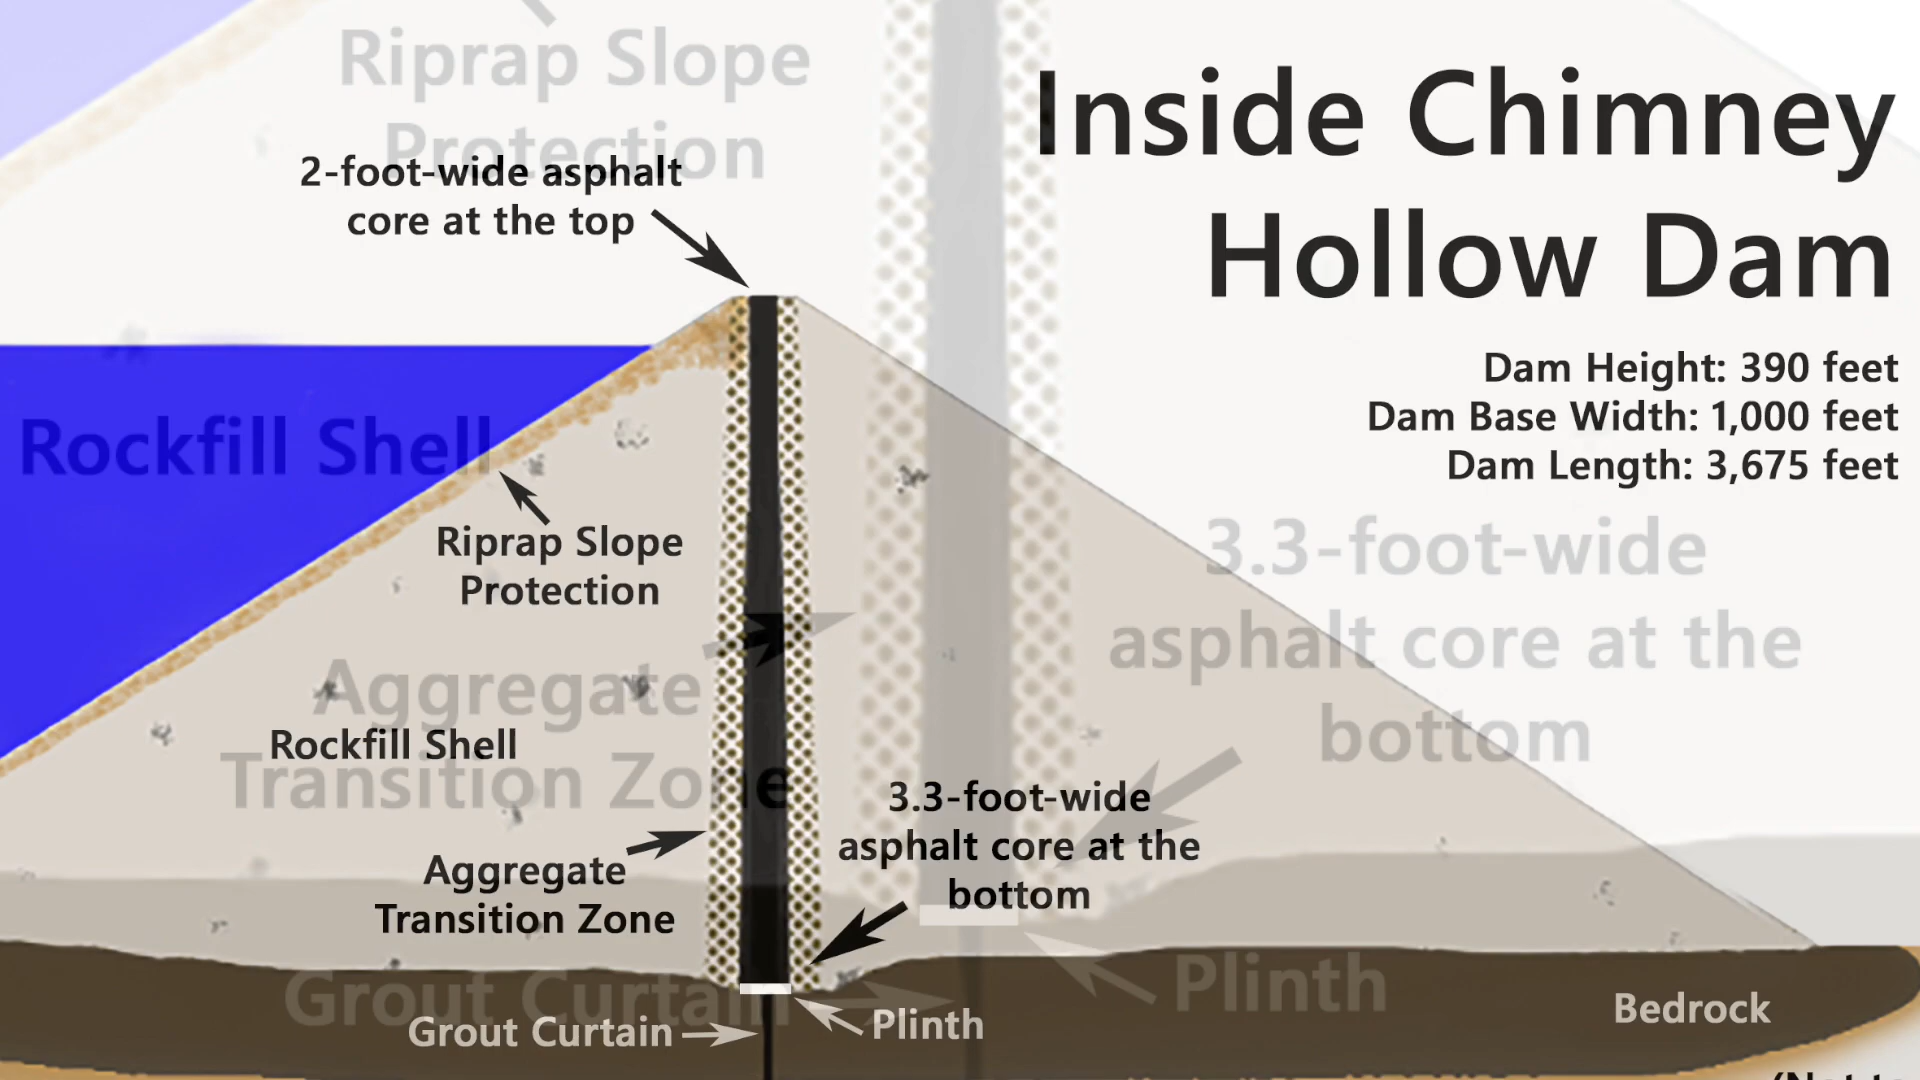 Inside Chimney
Hollow Dam
Dam Height: 390 feet
Dam Base Width: 1,000 feet
Dam Length: 3,675 feet
2-foot-wide asphalt
core at the top
Riprap Slope
Protection
Rockfill Shell
Aggregate
Transition Zone
3.3-foot-wide
asphalt core at the
bottom
Grout Curtain
Plinth
Bedrock
Riprap Slope
Protection
Rockfill Shell
Aggregate
Transition Zone
3.3-foot-wide
asphalt core at the
bottom
Grout Curtain
Plinth